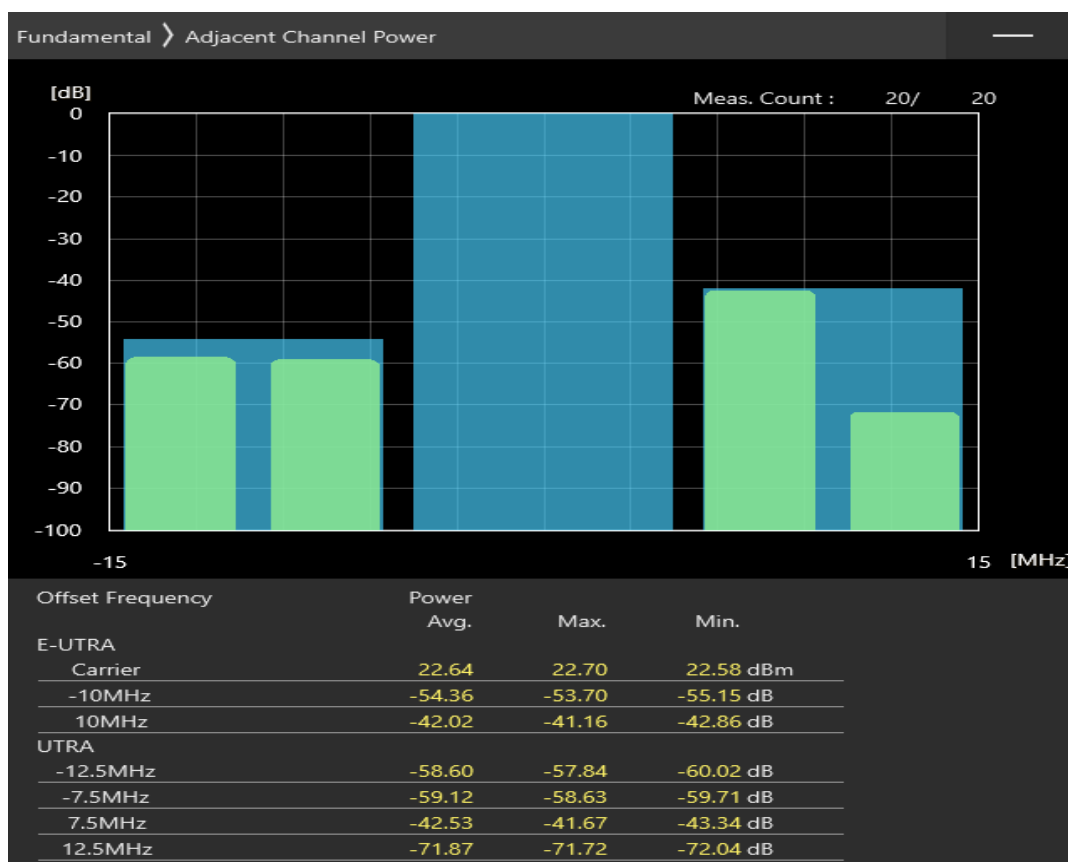 Fundamental ❯ Adjacent Channel Power
[dB]
Meas. Count : 20/ 20
0
-10
-20
-30
-40
-50
-60
-70
-80
-90
-100
-15 15 [MHz]
Offset Frequency Power
Avg. Max. Min.
E-UTRA
Carrier 22.64 22.70 22.58 dBm
-10MHz -54.36 -53.70 -55.15 dB
10MHz -42.02 -41.16 -42.86 dB
UTRA
-12.5MHz -58.60 -57.84 -60.02 dB
-7.5MHz -59.12 -58.63 -59.71 dB
7.5MHz -42.53 -41.67 -43.34 dB
12.5MHz -71.87 -71.72 -72.04 dB